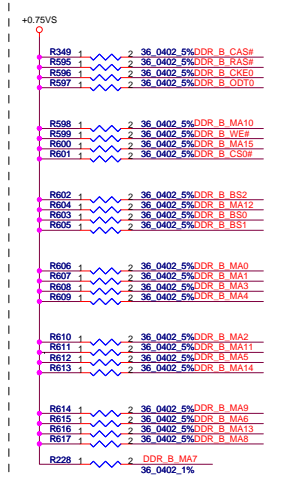 +0.75VS
R349 1 2 36_0402_5%DDR_B_CAS#
R595 1 2 36_0402_5%DDR_B_RAS#
R596 1 2 36_0402_5%DDR_B_CKE0
R597 1 2 36_0402_5%DDR_B_ODT0
R598 1 2 36_0402_5%DDR_B_MA10
R599 1 2 36_0402_5%DDR_B_WE#
R600 1 2 36_0402_5%DDR_B_MA15
R601 1 2 36_0402_5%DDR_B_CS0#
R602 1 2 36_0402_5%DDR_B_BS2
R604 1 2 36_0402_5%DDR_B_MA12
R603 1 2 36_0402_5%DDR_B_BS0
R605 1 2 36_0402_5%DDR_B_BS1
R606 1 2 36_0402_5%DDR_B_MA0
R607 1 2 36_0402_5%DDR_B_MA1
R608 1 2 36_0402_5%DDR_B_MA3
R609 1 2 36_0402_5%DDR_B_MA4
R610 1 2 36_0402_5%DDR_B_MA2
R611 1 2 36_0402_5%DDR_B_MA11
R612 1 2 36_0402_5%DDR_B_MA5
R613 1 2 36_0402_5%DDR_B_MA14
R614 1 2 36_0402_5%DDR_B_MA9
R615 1 2 36_0402_5%DDR_B_MA6
R616 1 2 36_0402_5%DDR_B_MA13
R617 1 2 36_0402_5%DDR_B_MA8
R228 1 2 DDR_B_MA7
36_0402_1%